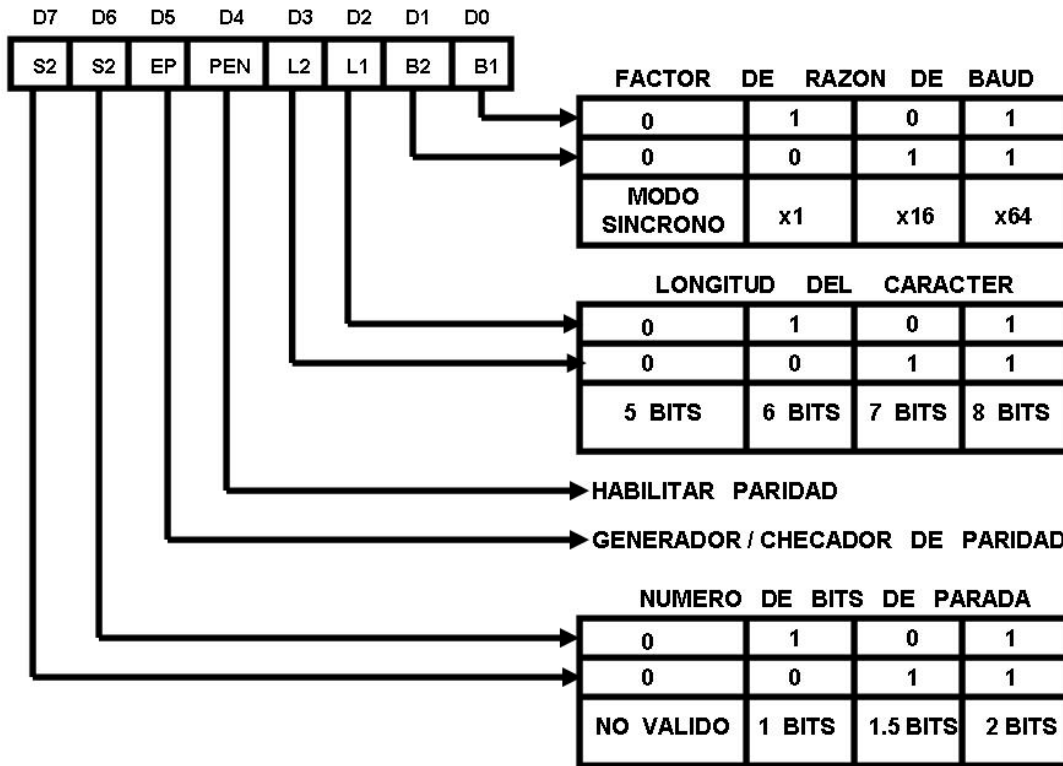 D7 D6 D5 D4 D3 D2 D1 D0
S2 S2 EP PEN L2 L1 B2 B1
FACTOR DE RAZON DE BAUD
0 1 0 1
0 0 1 1
MODO SINCRONO x1 x16 x64
LONGITUD DEL CARACTER
0 1 0 1
0 0 1 1
5 BITS 6 BITS 7 BITS 8 BITS
HABILITAR PARIDAD
GENERADOR / CHECADOR DE PARIDAD
NUMERO DE BITS DE PARADA
0 1 0 1
0 0 1 1
NO VALIDO 1 BITS 1.5 BITS 2 BITS